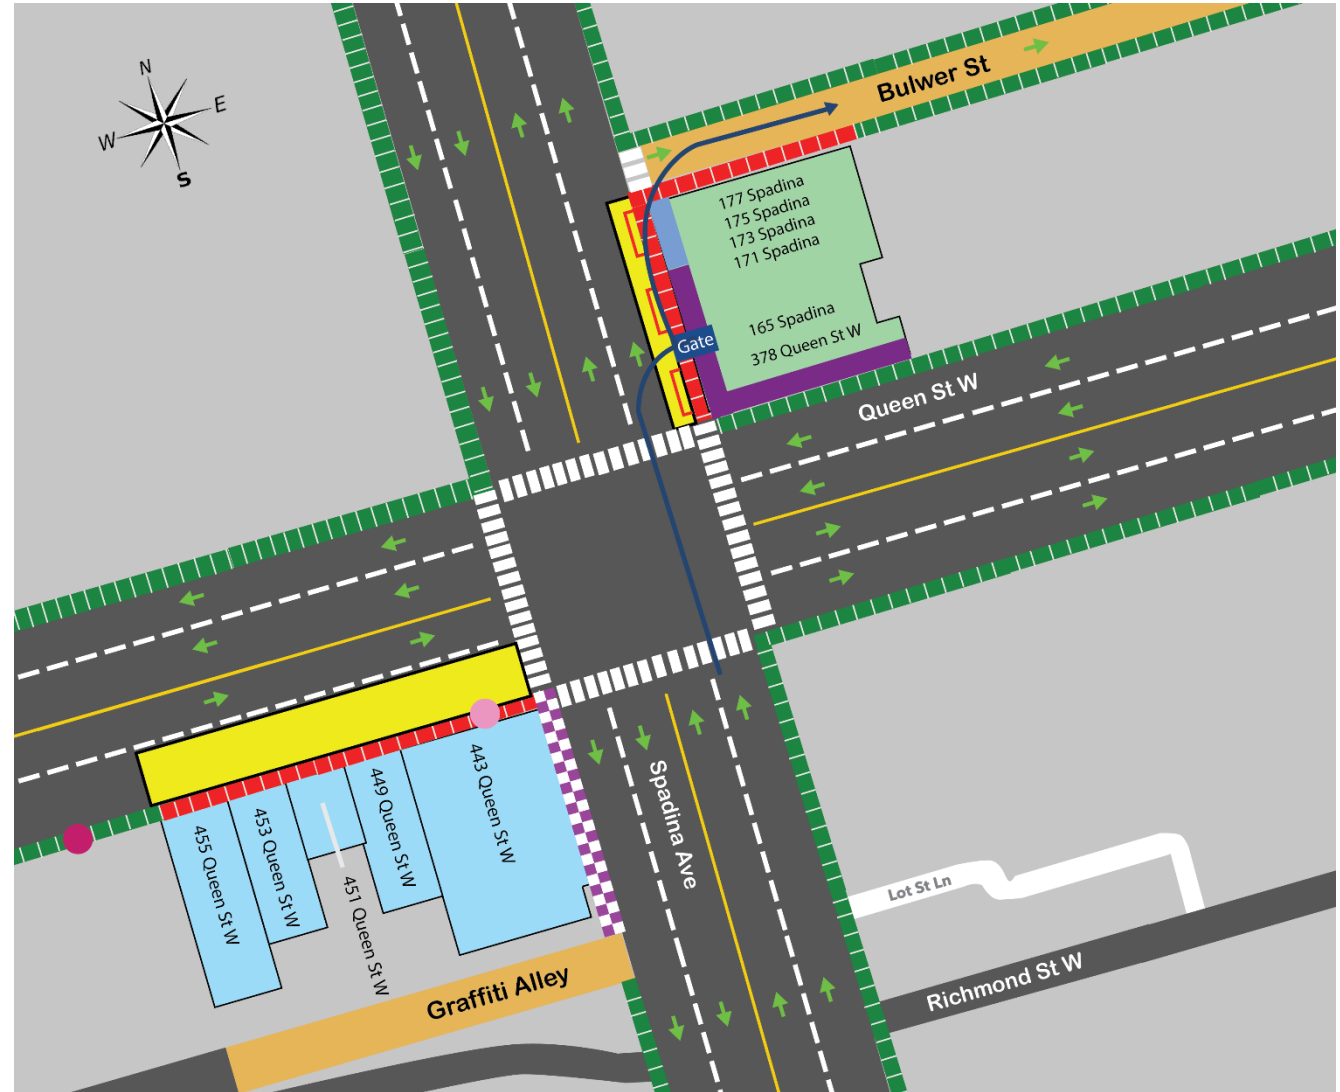 N
E
W
S
Bulwer St
177 Spadina
175 Spadina
173 Spadina
171 Spadina
165 Spadina
378 Queen St W
Gate
Queen St W
Spadina Ave
443 Queen St W
449 Queen St W
451 Queen St W
453 Queen St W
455 Queen St W
Lot St Ln
Richmond St W
Graffiti Alley